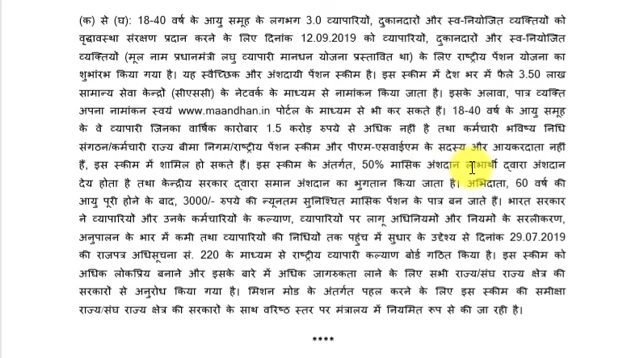 (क) से (घ): 18-40 वर्ष के आयु समूह के लगभग 3.0 व्यापारियों, दुकानदारों और स्व-नियोजित व्यक्तियों को
वृद्धावस्था संरक्षण प्रदान करने के लिए दिनांक 12.09.2019 को व्यापारियों, दुकानदारों और स्व-नियोजित
व्यक्तियों (मूल नाम प्रधानमंत्री लघु व्यापारी मानधन योजना प्रस्तावित था) के लिए राष्ट्रीय पेंशन योजना का
शुभारंभ किया गया है। यह स्वैच्छिक और अंशदायी पेंशन स्कीम है। इस स्कीम में देश भर में फैले 3.50 लाख
सामान्य सेवा केन्द्रों (सीएससी) के नेटवर्क के माध्यम से नामांकन किया जाता है। इसके अलावा, पात्र व्यक्ति
अपना नामांकन स्वयं www.maandhan.in पोर्टल के माध्यम से भी कर सकते हैं। 18-40 वर्ष के आयु समूह
के वे व्यापारी जिनका वार्षिक कारोबार 1.5 करोड़ रुपये से अधिक नहीं है तथा कर्मचारी भविष्य निधि
संगठन/कर्मचारी राज्य बीमा निगम/राष्ट्रीय पेंशन स्कीम और पीएम-एसवाईएम के सदस्य और आयकरदाता नहीं
हैं, इस स्कीम में शामिल हो सकते हैं। इस स्कीम के अंतर्गत, 50% मासिक अंशदान लाभार्थी द्वारा अंशदान
देय होता है तथा केन्द्रीय सरकार द्वारा समान अंशदान का भुगतान किया जाता है। अभिदाता, 60 वर्ष की
आयु पूरी होने के बाद, 3000/- रुपये की न्यूनतम सुनिश्चित मासिक पेंशन के पात्र बन जाते हैं। भारत सरकार
ने व्यापारियों और उनके कर्मचारियों के कल्याण, व्यापारियों पर लागू अधिनियमों और नियमों के सरलीकरण,
अनुपालन के भार में कमी तथा व्यापारियों की निधियों तक पहुंच में सुधार के उद्देश्य से दिनांक 29.07.2019
की राजपत्र अधिसूचना सं. 220 के माध्यम से राष्ट्रीय व्यापारी कल्याण बोर्ड गठित किया है। इस स्कीम को
अधिक लोकप्रिय बनाने और इसके बारे में अधिक जागरुकता लाने के लिए सभी राज्य/संघ राज्य क्षेत्र की
सरकारों से अनुरोध किया गया है। मिशन मोड के अंतर्गत पहल करने के लिए इस स्कीम की समीक्षा
राज्य/संघ राज्य क्षेत्र की सरकारों के साथ वरिष्ठ स्तर पर मंत्रालय में नियमित रूप से की जा रही है।
****